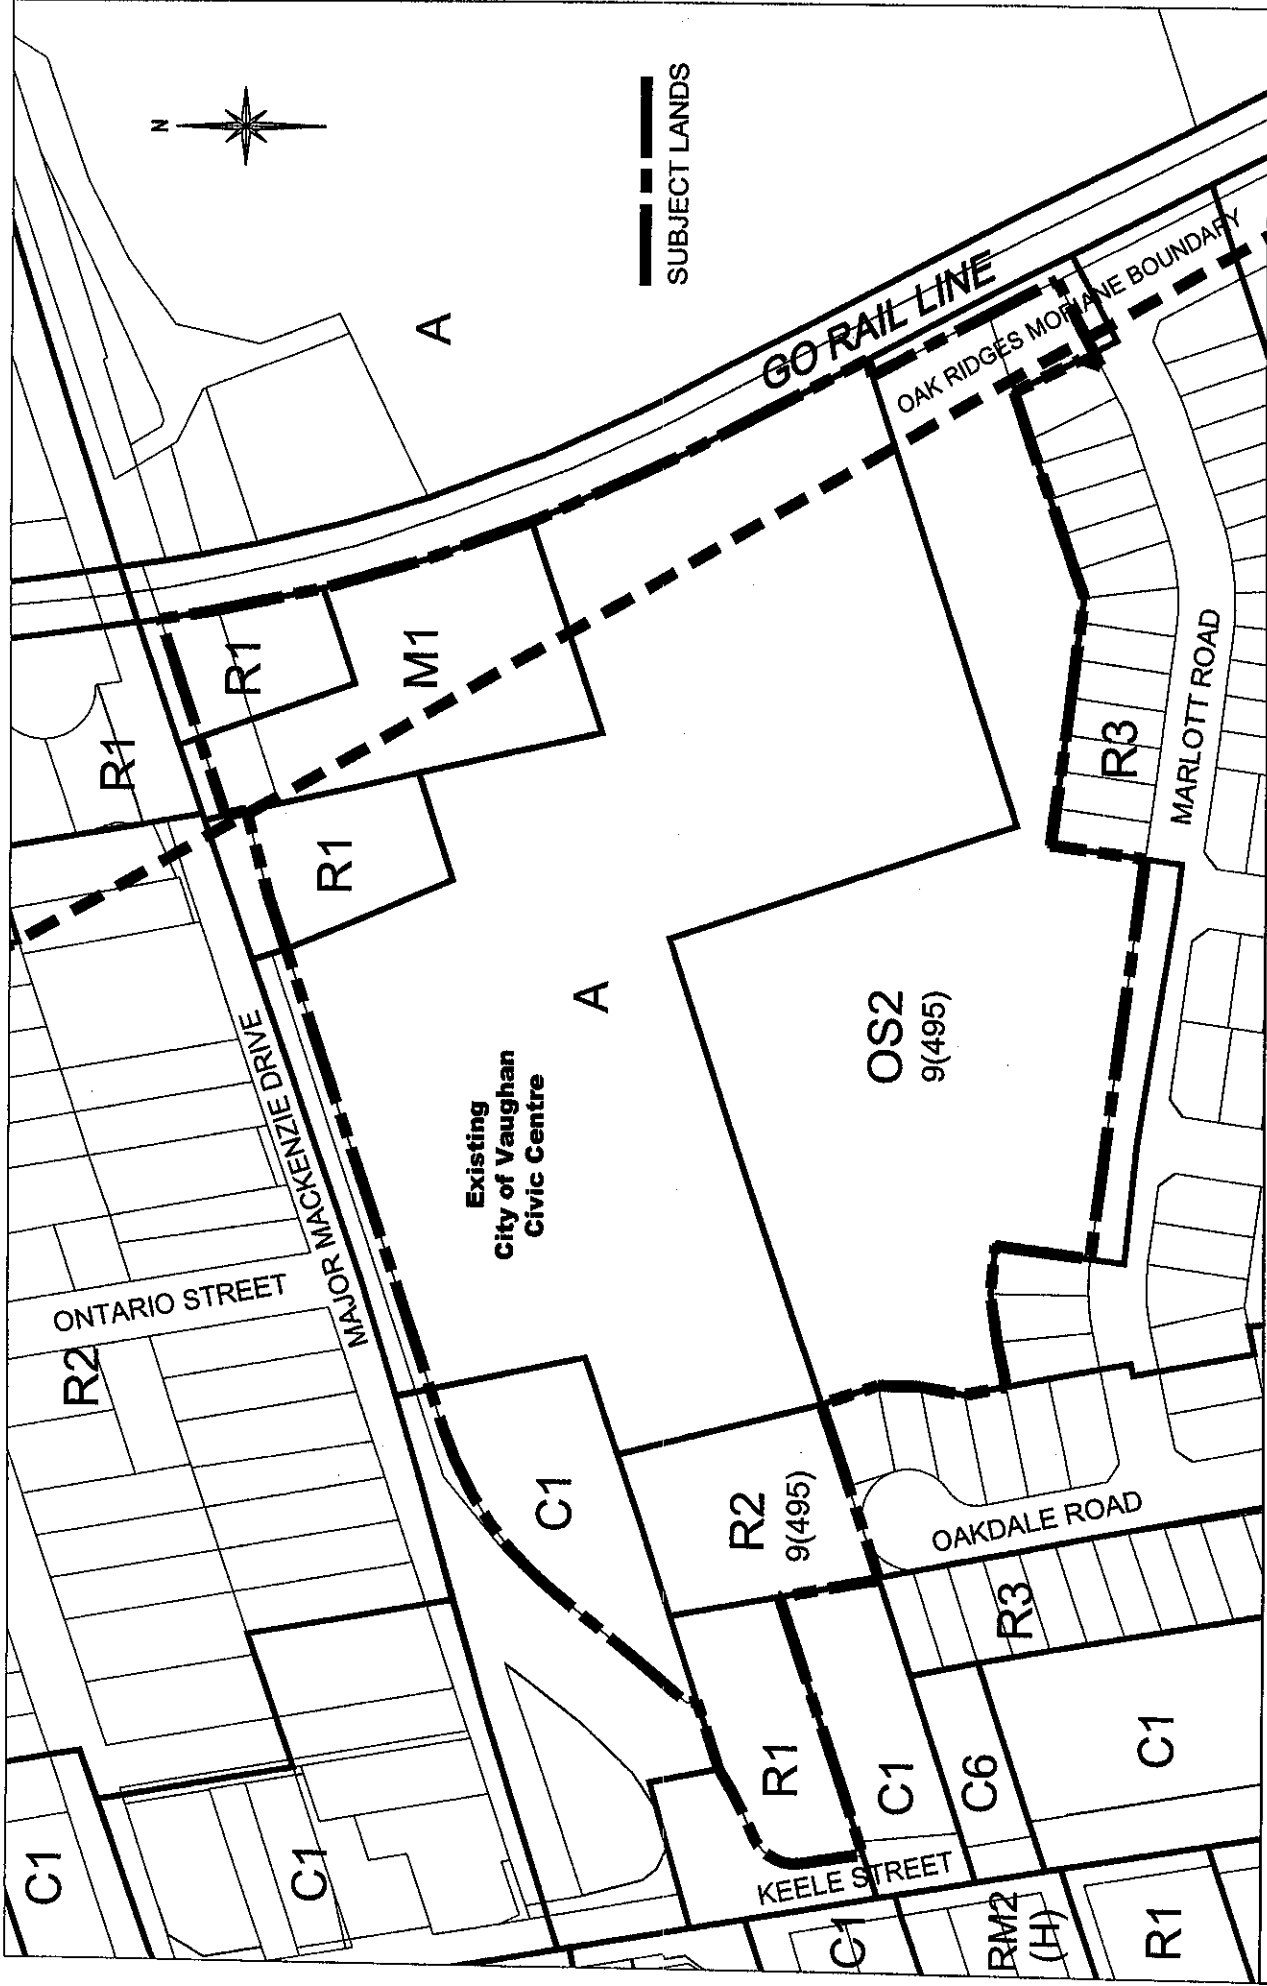 N
SUBJECT LANDS
A
GO RAIL LINE
OAK RIDGES MORIANE BOUNDARY
R1
M1
R1
R1
R3
MARLOTT ROAD
MAJOR MACKENZIE DRIVE
A
Existing
City of Vaughan
Civic Centre
OS2
9(495)
ONTARIO STREET
R2
C1
R2
9(495)
OAKDALE ROAD
R3
R1
C1
C6
C1
C1
C1
KEELE STREET
C1
RM2
(H)
R1